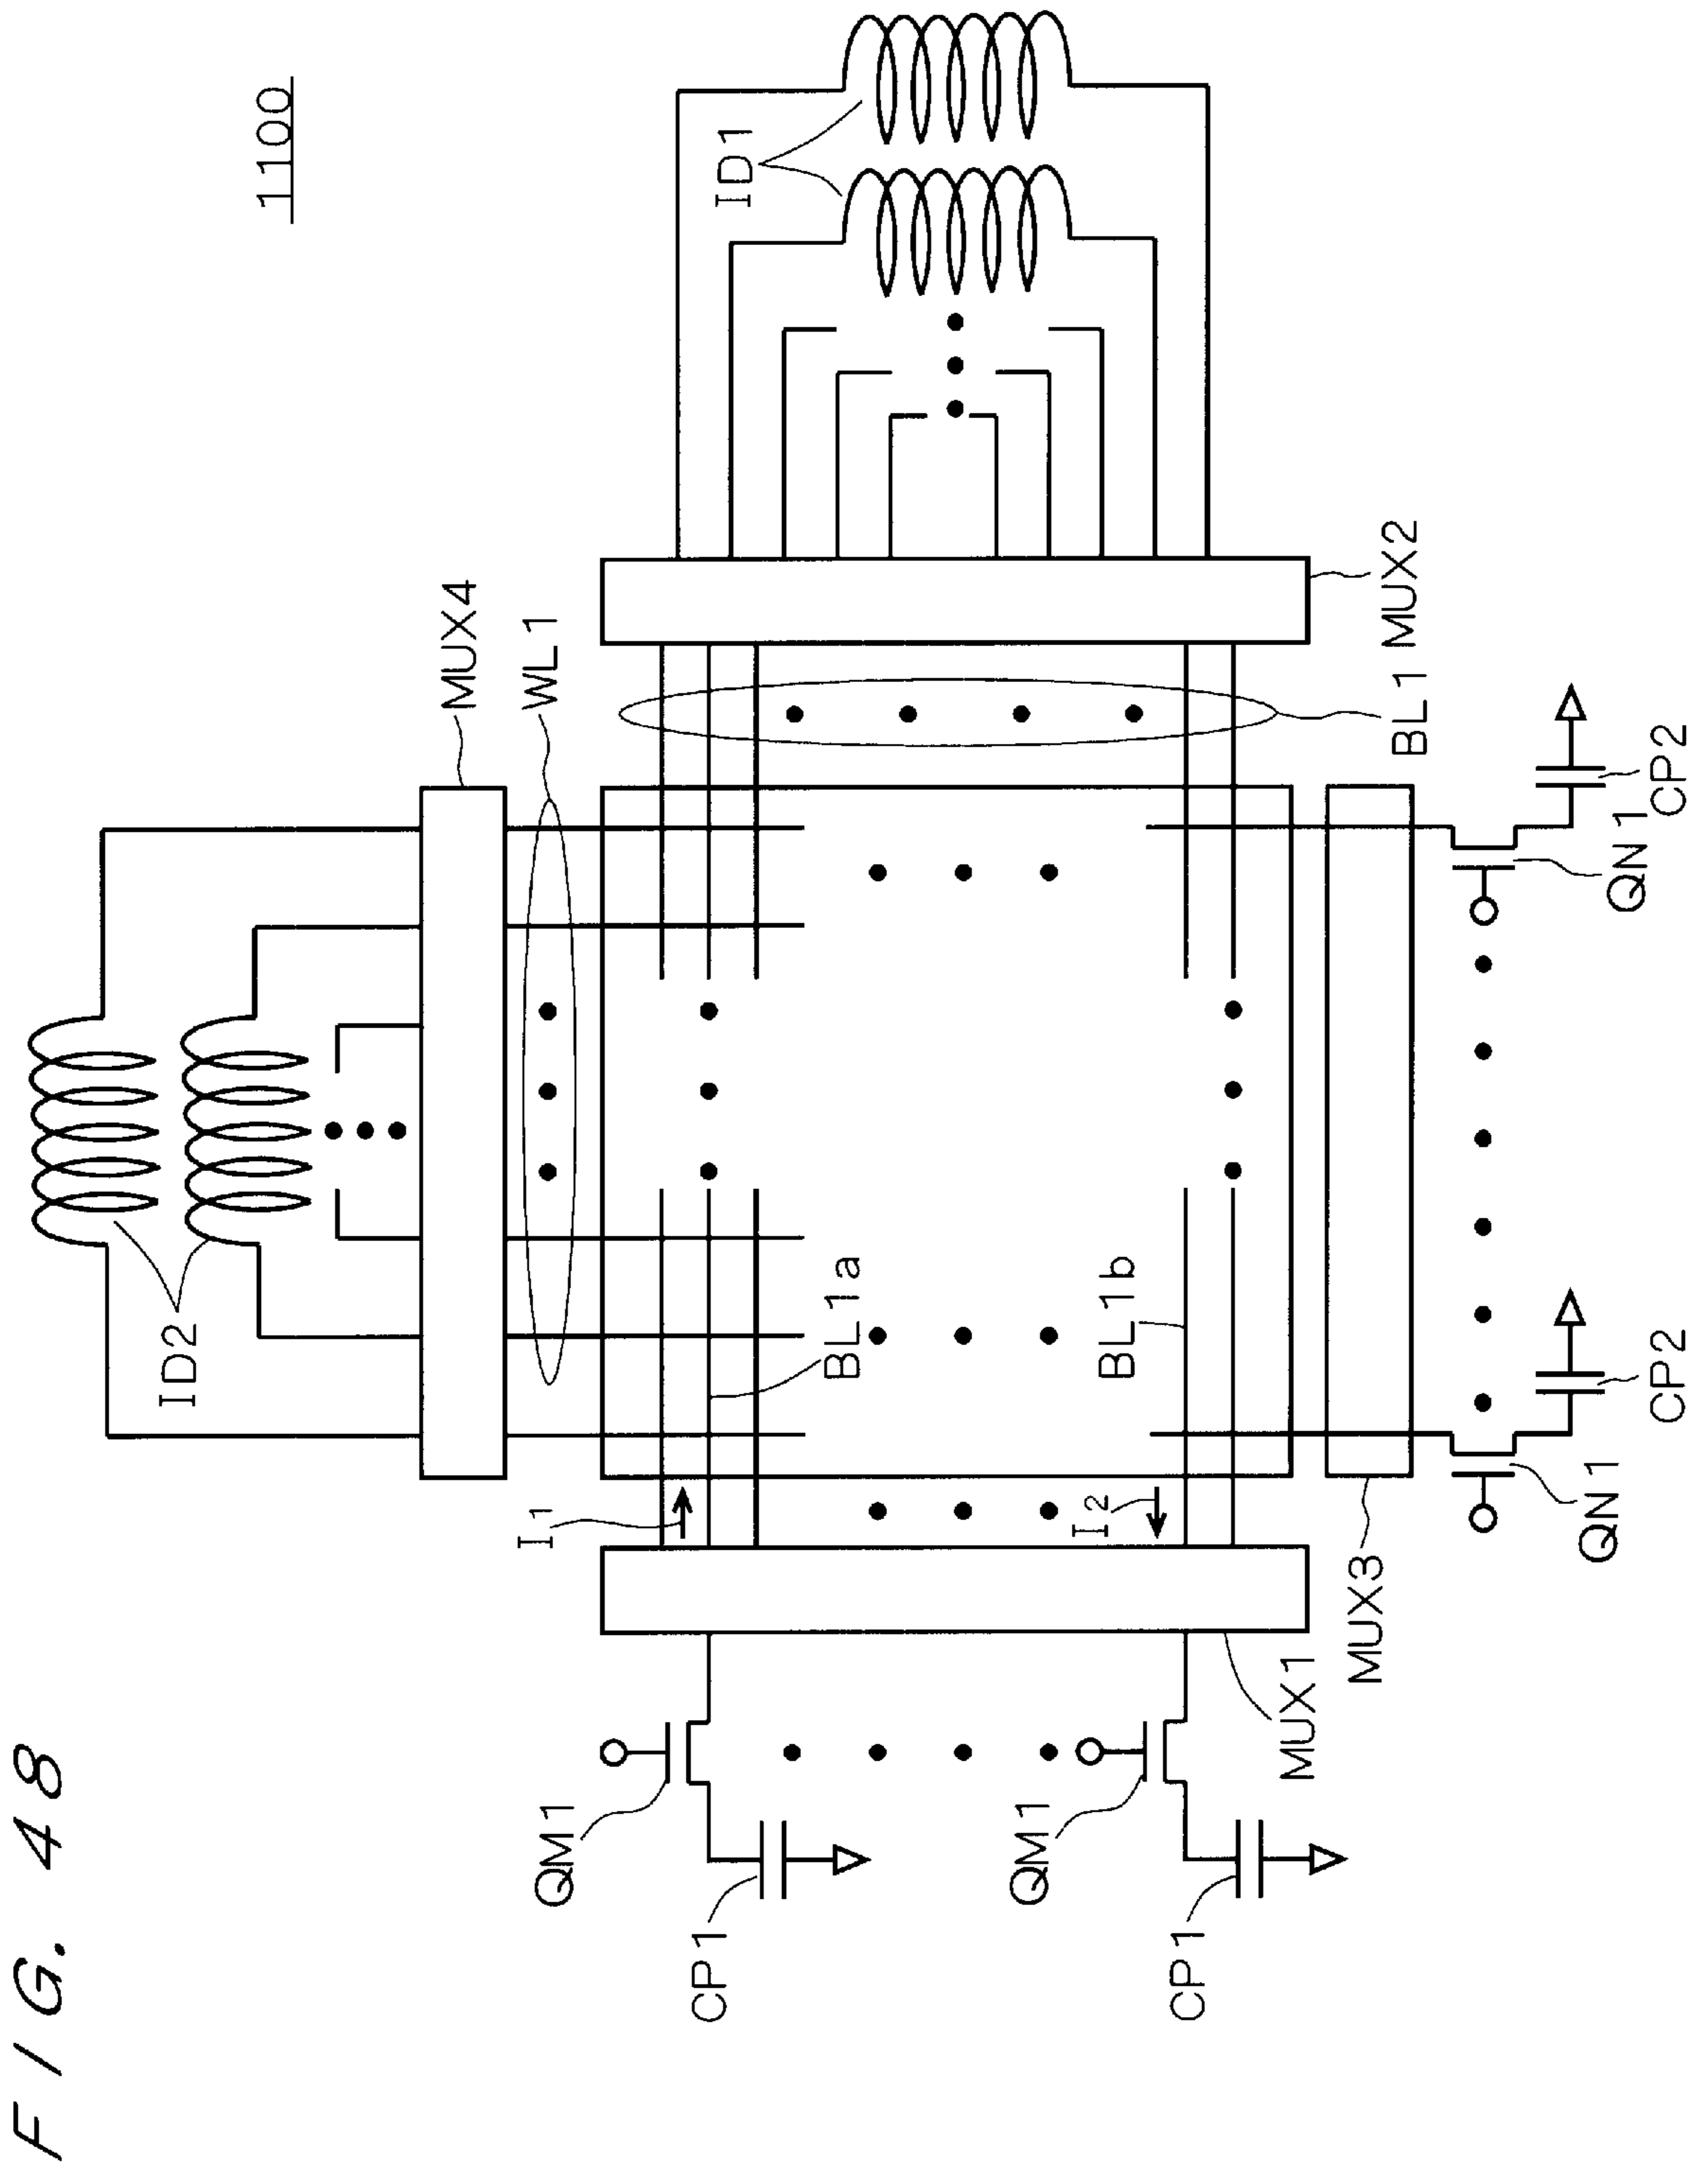 FIG. 48
1100
ID2
ID1
MUX4
WL1
I1
BL1a
BL1b
I2
BL1
MUX2
QM1
CP1
QM1
CP1
MUX1
MUX3
QN1
CP2
QN1
CP2